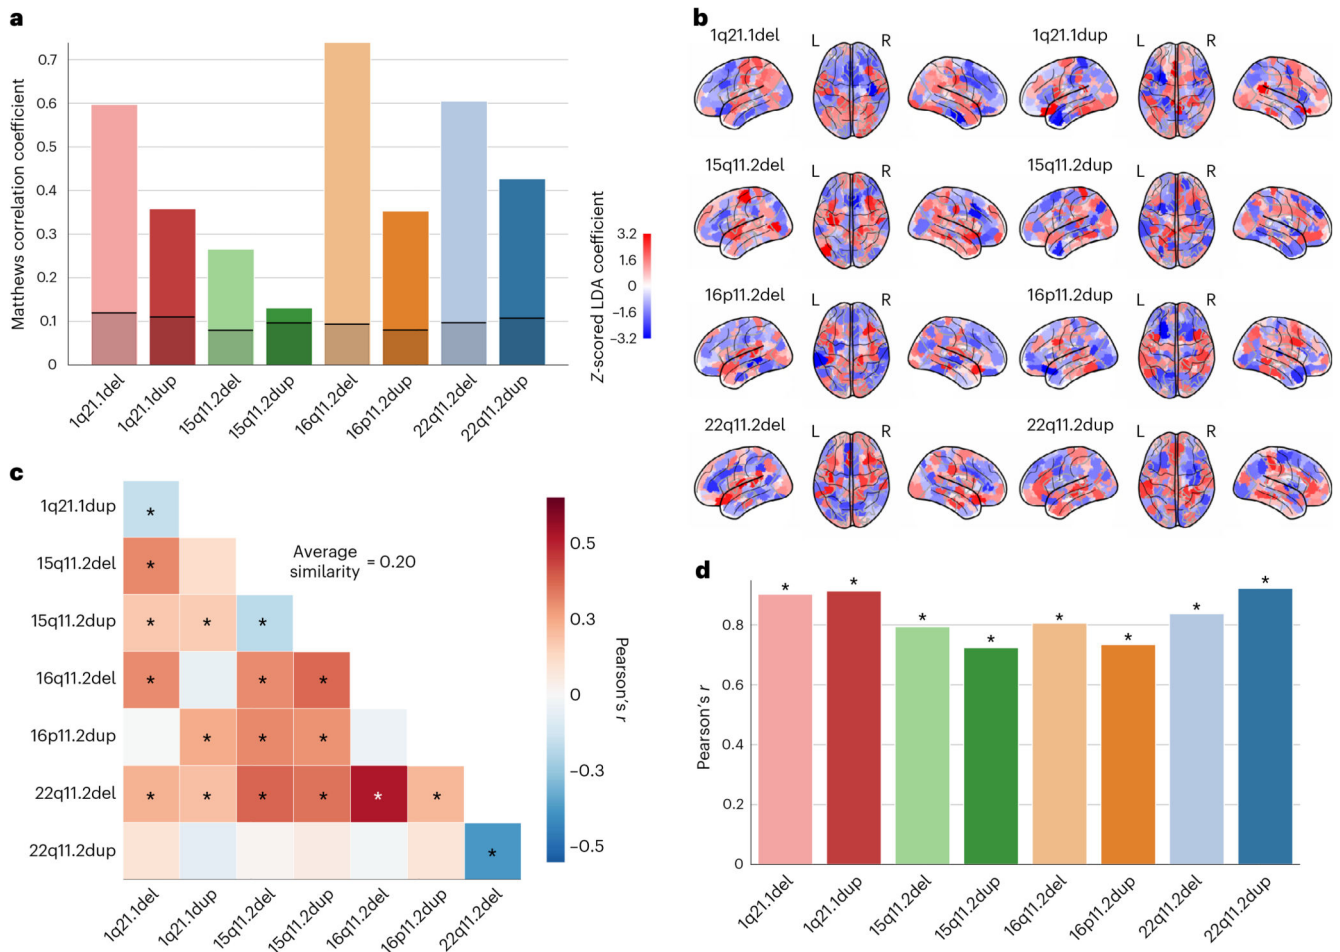 a
Matthews correlation coefficient
0.7
0.6
0.5
0.4
0.3
0.2
0.1
0
1q21.1del
1q21.1dup
15q11.2del
15q11.2dup
16q11.2del
16p11.2dup
22q11.2del
22q11.2dup
b
Z-scored LDA coefficient
3.2
1.6
0
–1.6
–3.2
1q21.1del
L
R
1q21.1dup
L
R
15q11.2del
L
R
15q11.2dup
L
R
16p11.2del
L
R
16p11.2dup
L
R
22q11.2del
L
R
22q11.2dup
L
R
c
1q21.1dup
15q11.2del
15q11.2dup
16q11.2del
16p11.2dup
22q11.2del
22q11.2dup
*
*
* * *
* * *
* * *
* * * * * *
*
Average
similarity = 0.20
1q21.1del
1q21.1dup
15q11.2del
15q11.2dup
16q11.2del
16p11.2dup
22q11.2del
Pearson's r
0.5
0.3
0
–0.3
–0.5
d
Pearson's r
0.8
0.6
0.4
0.2
0
* * * * * * * *
1q21.1del
1q21.1dup
15q11.2del
15q11.2dup
16q11.2del
16p11.2dup
22q11.2del
22q11.2dup